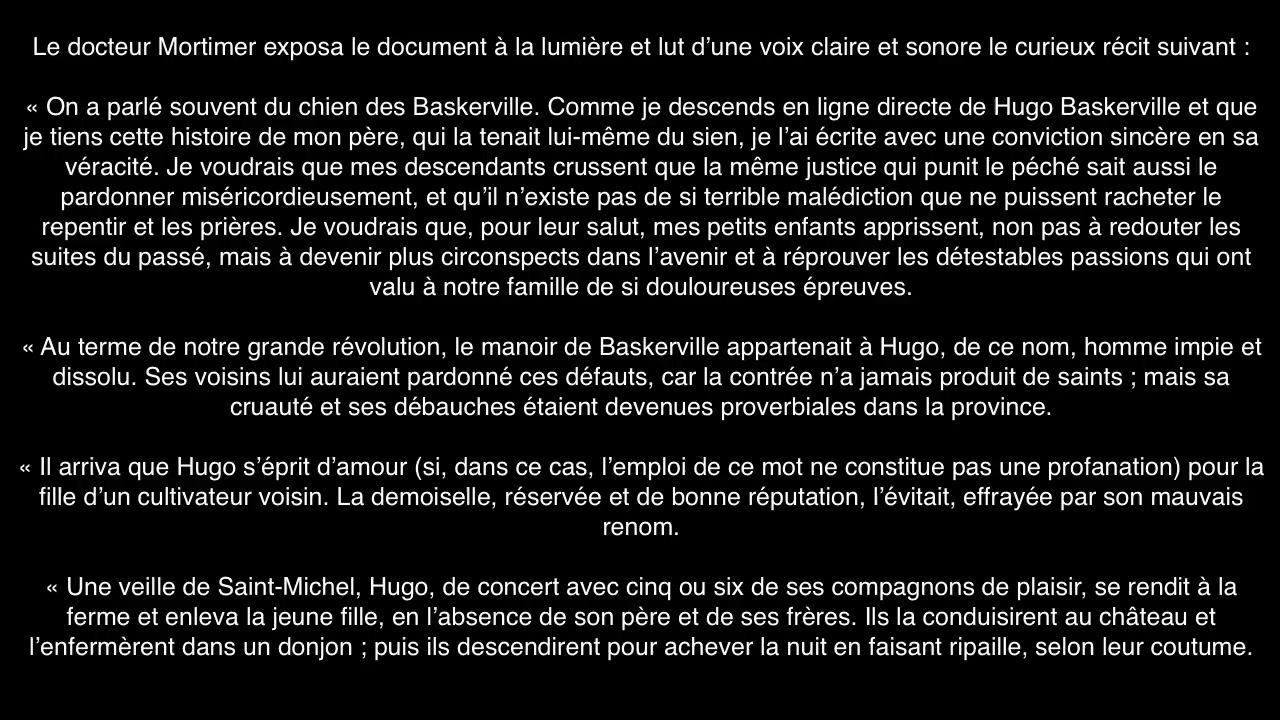 Le docteur Mortimer exposa le document à la lumière et lut d’une voix claire et sonore le curieux récit suivant :
« On a parlé souvent du chien des Baskerville. Comme je descends en ligne directe de Hugo Baskerville et que
je tiens cette histoire de mon père, qui la tenait lui-même du sien, je l’ai écrite avec une conviction sincère en sa
véracité. Je voudrais que mes descendants crussent que la même justice qui punit le péché sait aussi le
pardonner miséricordieusement, et qu’il n’existe pas de si terrible malédiction que ne puissent racheter le
repentir et les prières. Je voudrais que, pour leur salut, mes petits enfants apprissent, non pas à redouter les
suites du passé, mais à devenir plus circonspects dans l’avenir et à réprouver les détestables passions qui ont
valu à notre famille de si douloureuses épreuves.
« Au terme de notre grande révolution, le manoir de Baskerville appartenait à Hugo, de ce nom, homme impie et
dissolu. Ses voisins lui auraient pardonné ces défauts, car la contrée n’a jamais produit de saints ; mais sa
cruauté et ses débauches étaient devenues proverbiales dans la province.
« Il arriva que Hugo s’éprit d’amour (si, dans ce cas, l’emploi de ce mot ne constitue pas une profanation) pour la
fille d’un cultivateur voisin. La demoiselle, réservée et de bonne réputation, l’évitait, effrayée par son mauvais
renom.
« Une veille de Saint-Michel, Hugo, de concert avec cinq ou six de ses compagnons de plaisir, se rendit à la
ferme et enleva la jeune fille, en l’absence de son père et de ses frères. Ils la conduisirent au château et
l’enfermèrent dans un donjon ; puis ils descendirent pour achever la nuit en faisant ripaille, selon leur coutume.